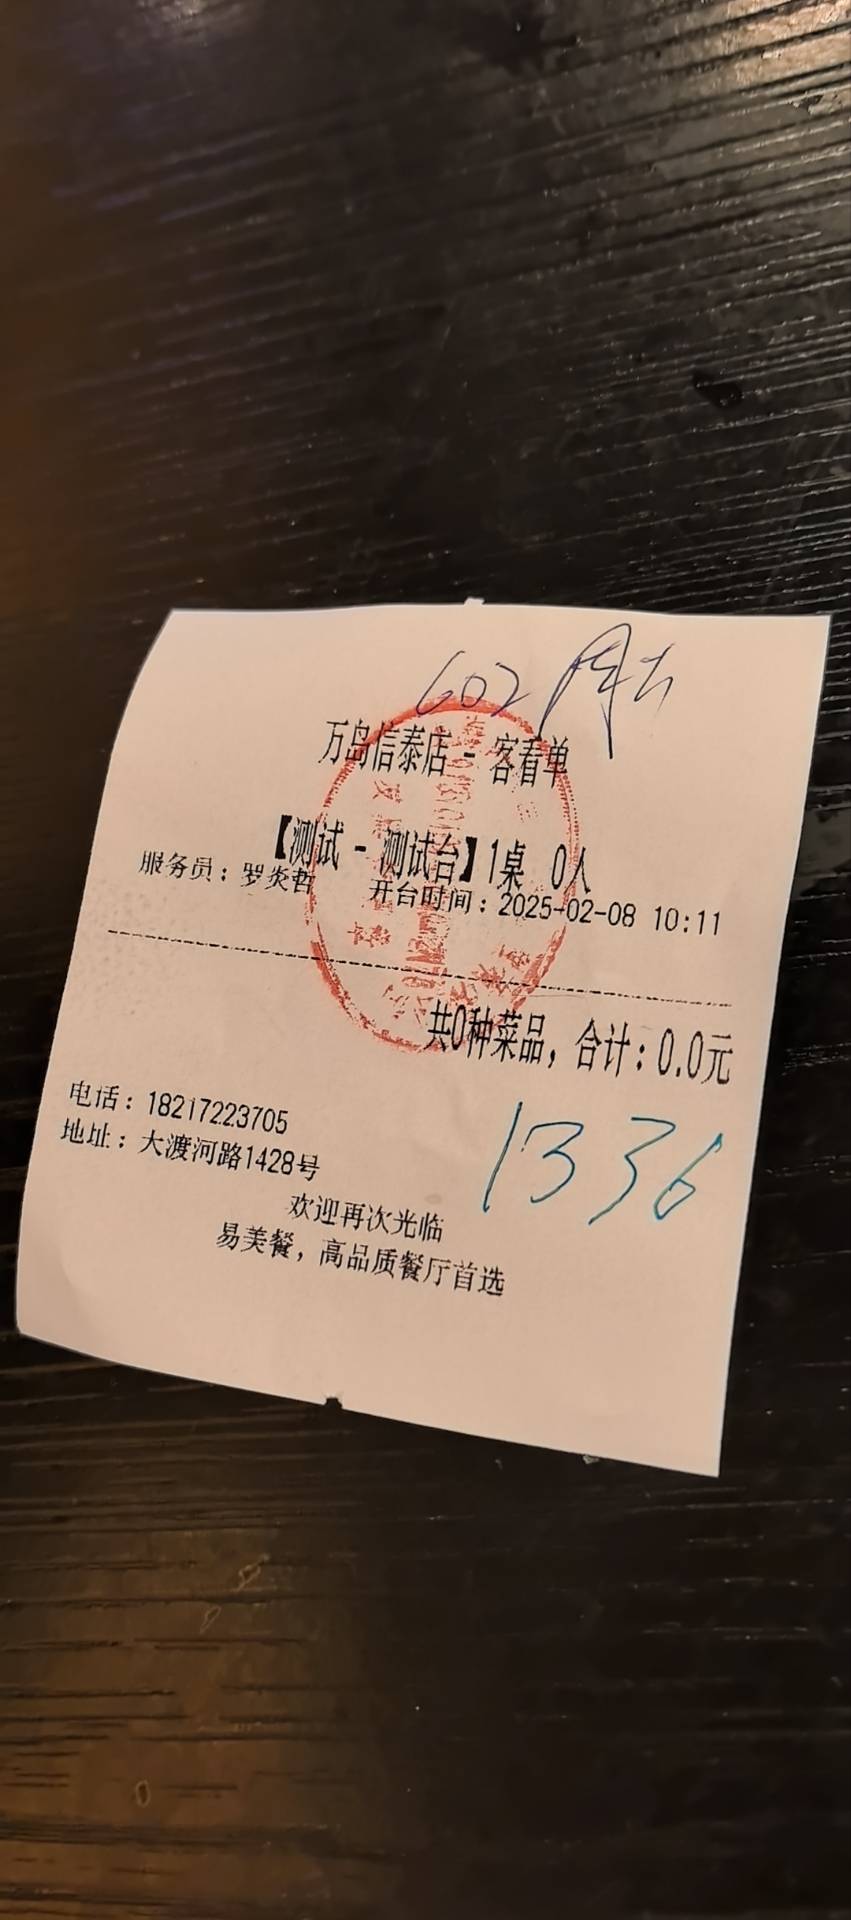 602
万岛信泰店 - 客看单
【测试 - 测试台】1桌 0人
服务员：罗炎哲 开台时间：2025-02-08 10:11
共0种菜品，合计：0.0元
1336
电话：18217223705
地址：大渡河路1428号
欢迎再次光临
易美餐，高品质餐厅首选